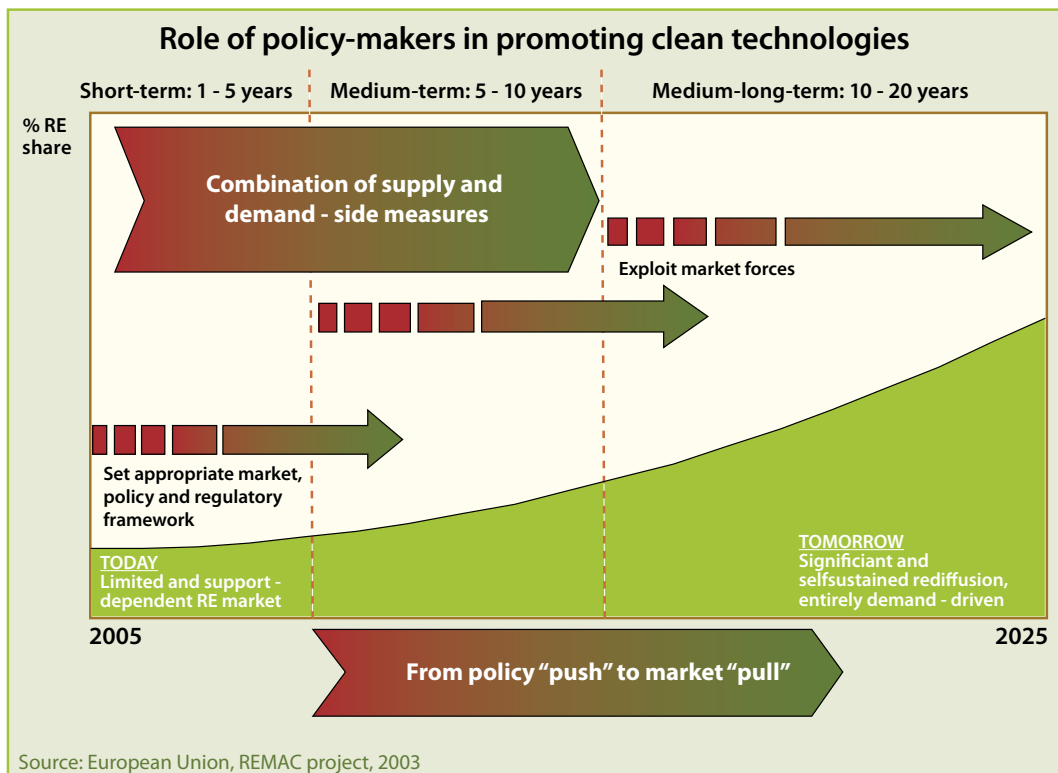 Role of policy-makers in promoting clean technologies
Short-term: 1 - 5 years
Medium-term: 5 - 10 years
Medium-long-term: 10 - 20 years
% RE
share
Combination of supply and
demand - side measures
Exploit market forces
Set appropriate market,
policy and regulatory
framework
TODAY
Limited and support -
dependent RE market
TOMORROW
Significiant and
selfsustained rediffusion,
entirely demand - driven
2005
2025
From policy “push” to market “pull”
Source: European Union, REMAC project, 2003